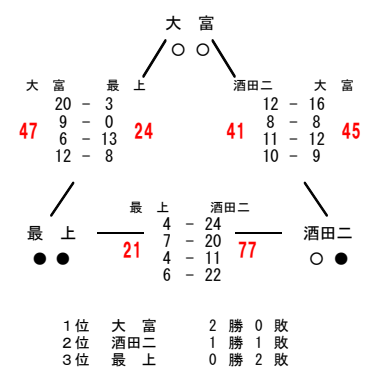 大　富
○ ○
大　富　　最　上　　酒田二　　大　富
20 － 3　　12 － 16
9 － 0　　8 － 8
47　6 － 13　24　　41　11 － 12　45
12 － 8　　10 － 9
最　上　　酒田二
最　上　　4 － 24　　酒田二
● ●　　21　7 － 20　77　　○ ●
4 － 11
6 － 22
１位　大　富　２ 勝 ０ 敗
２位　酒田二　１ 勝 １ 敗
３位　最　上　０ 勝 ２ 敗